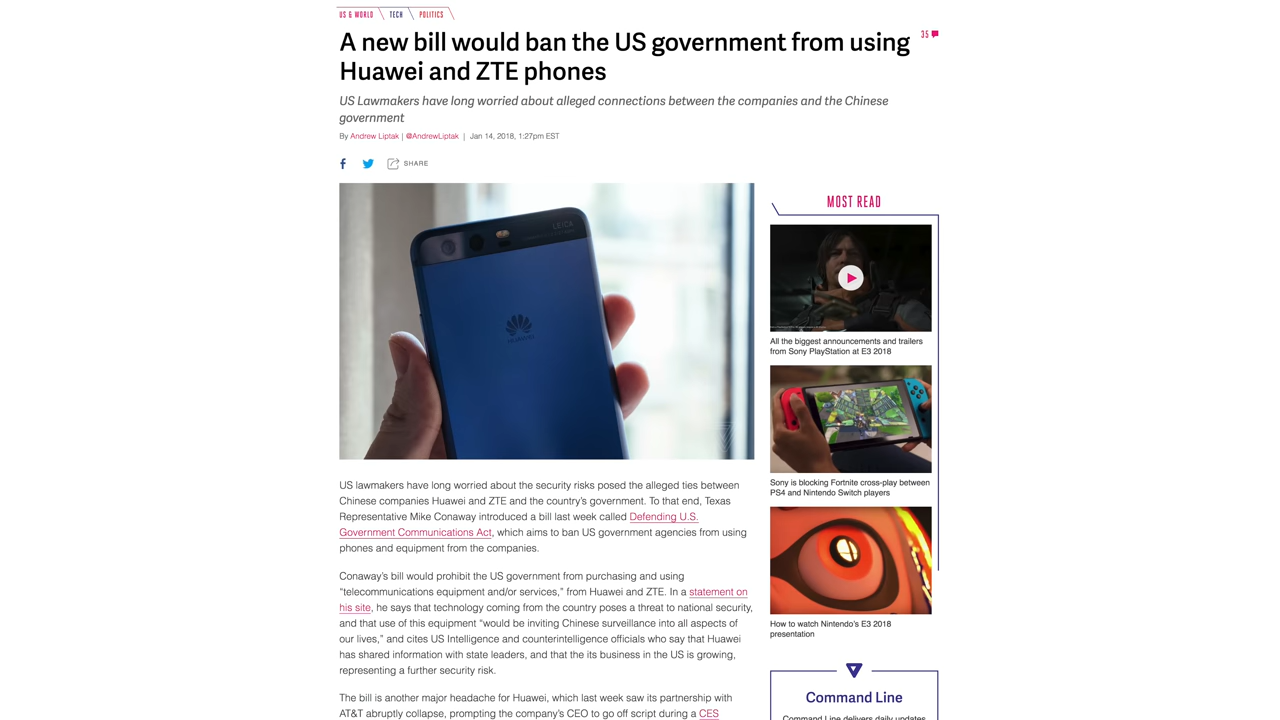 US & WORLD TECH POLITICS
A new bill would ban the US government from using
Huawei and ZTE phones
35
US Lawmakers have long worried about alleged connections between the companies and the Chinese
government
By Andrew Liptak | @AndrewLiptak | Jan 14, 2018, 1:27pm EST
SHARE
LEICA
HUAWEI
US lawmakers have long worried about the security risks posed the alleged ties between
Chinese companies Huawei and ZTE and the country’s government. To that end, Texas
Representative Mike Conaway introduced a bill last week called Defending U.S.
Government Communications Act, which aims to ban US government agencies from using
phones and equipment from the companies.
Conaway’s bill would prohibit the US government from purchasing and using
“telecommunications equipment and/or services,” from Huawei and ZTE. In a statement on
his site, he says that technology coming from the country poses a threat to national security,
and that use of this equipment “would be inviting Chinese surveillance into all aspects of
our lives,” and cites US Intelligence and counterintelligence officials who say that Huawei
has shared information with state leaders, and that the its business in the US is growing,
representing a further security risk.
The bill is another major headache for Huawei, which last week saw its partnership with
AT&T abruptly collapse, prompting the company’s CEO to go off script during a CES
MOST READ
All the biggest announcements and trailers
from Sony PlayStation at E3 2018
Sony is blocking Fortnite cross-play between
PS4 and Nintendo Switch players
How to watch Nintendo’s E3 2018
presentation
Command Line
Command Line delivers daily updates